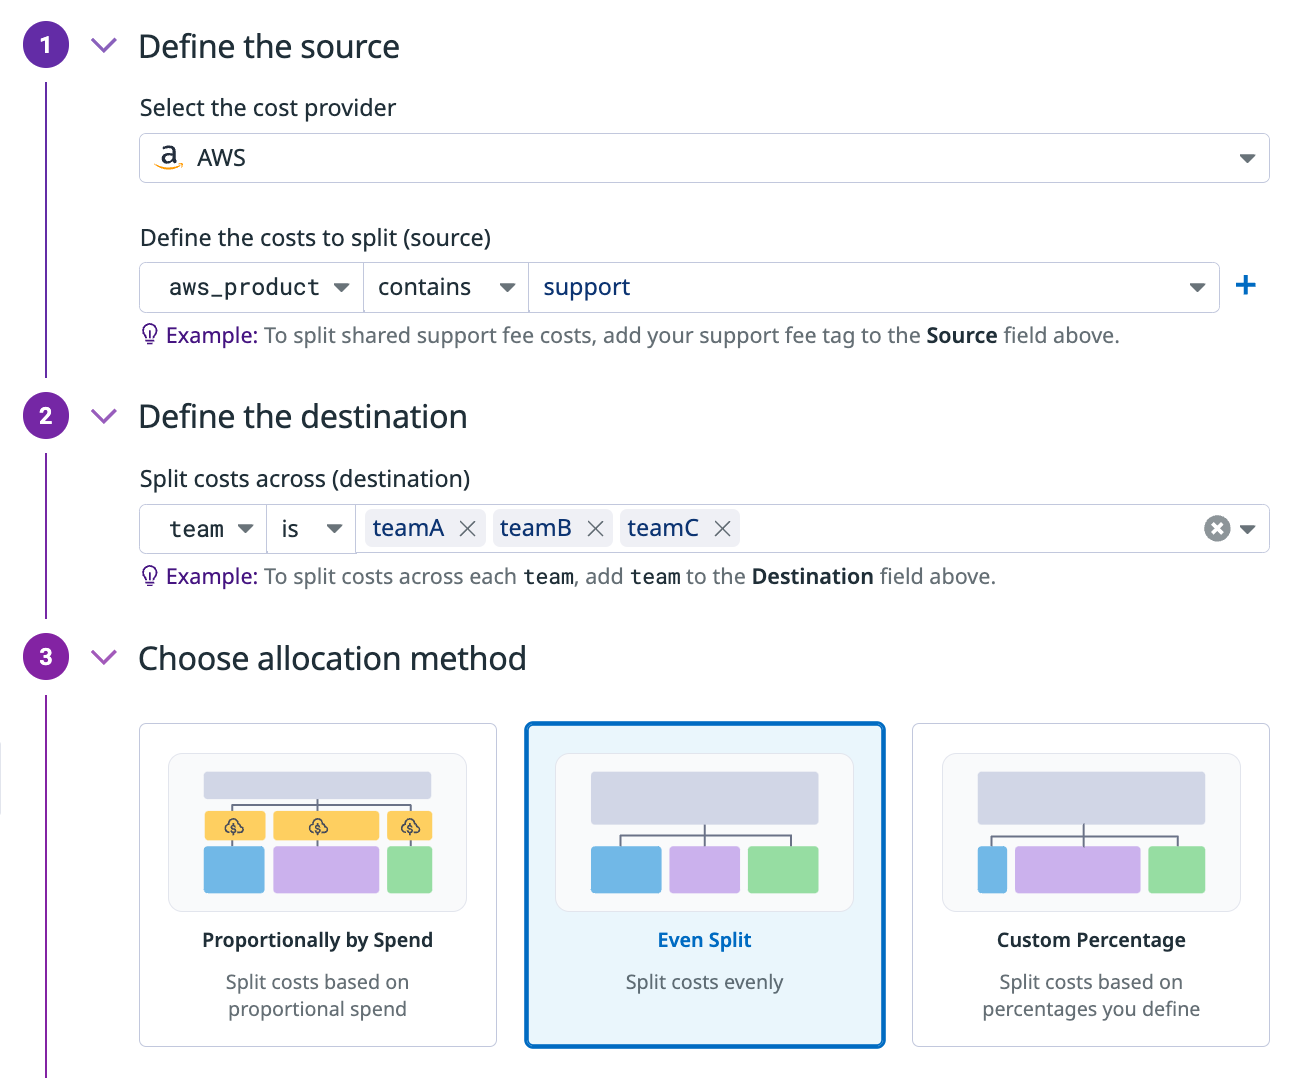 1 Define the source
Select the cost provider
a AWS
Define the costs to split (source)
aws_product contains support
Example: To split shared support fee costs, add your support fee tag to the Source field above.
2 Define the destination
Split costs across (destination)
team is teamA teamB teamC
Example: To split costs across each team, add team to the Destination field above.
3 Choose allocation method
$ $ $
Proportionally by Spend
Split costs based on
proportional spend
Even Split
Split costs evenly
Custom Percentage
Split costs based on
percentages you define